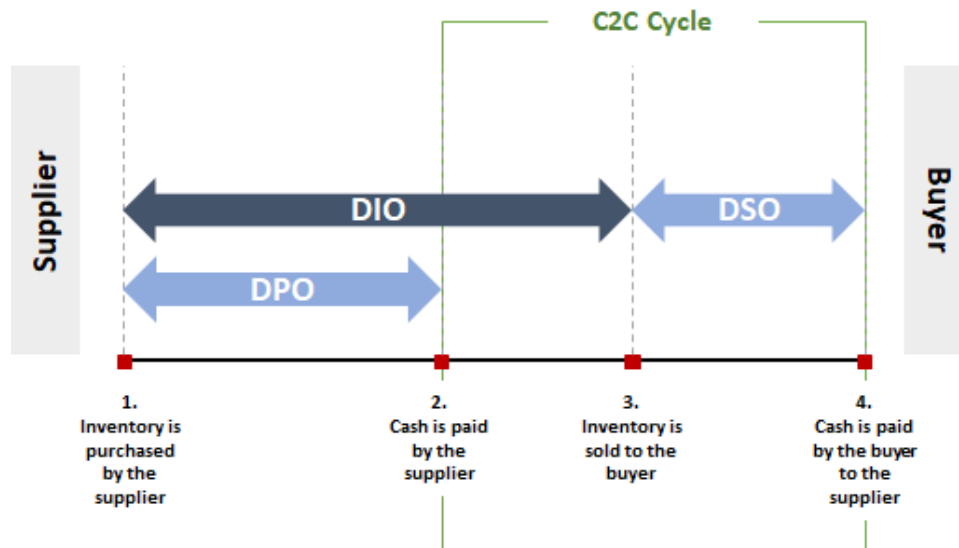 C2C Cycle
Supplier
Buyer
DIO
DSO
DPO
1.
Inventory is
purchased
by the
supplier
2.
Cash is paid
by the
supplier
3.
Inventory is
sold to the
buyer
4.
Cash is paid
by the buyer
to the
supplier